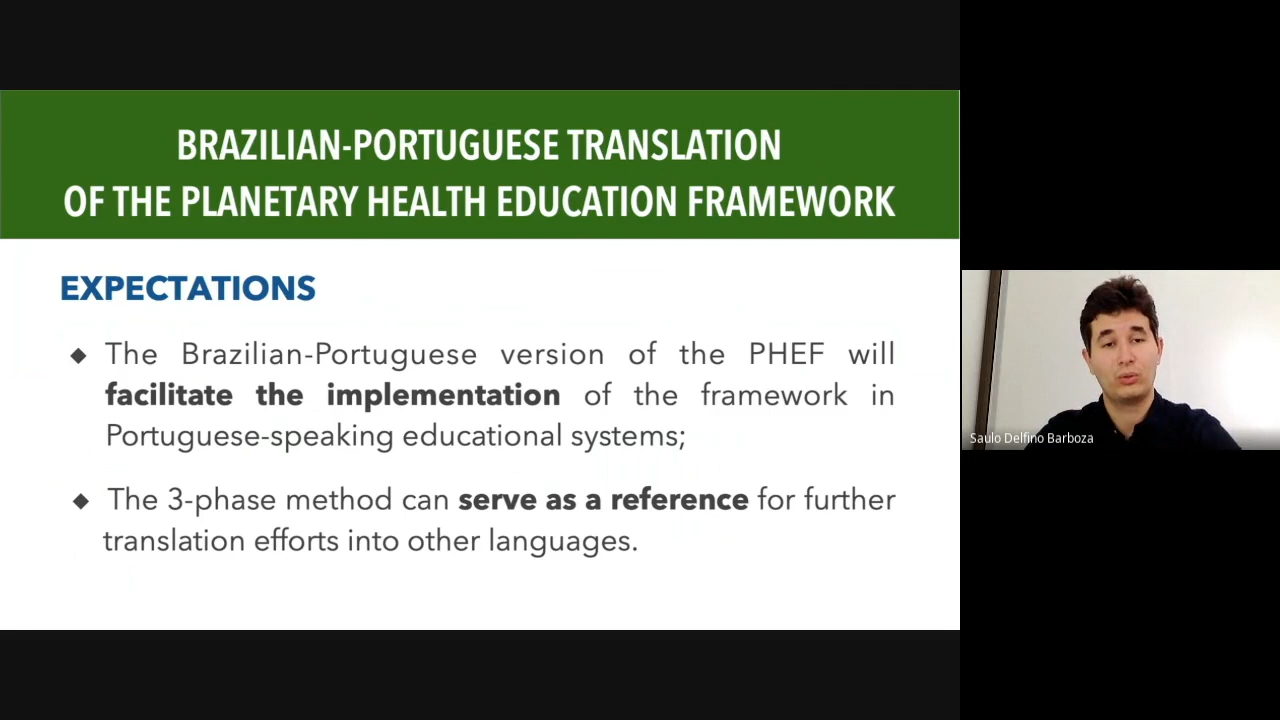 BRAZILIAN-PORTUGUESE TRANSLATION
OF THE PLANETARY HEALTH EDUCATION FRAMEWORK
EXPECTATIONS
◆ The Brazilian-Portuguese version of the PHEF will
facilitate the implementation of the framework in
Portuguese-speaking educational systems;
◆ The 3-phase method can serve as a reference for further
translation efforts into other languages.
Saulo Delfino Barboza